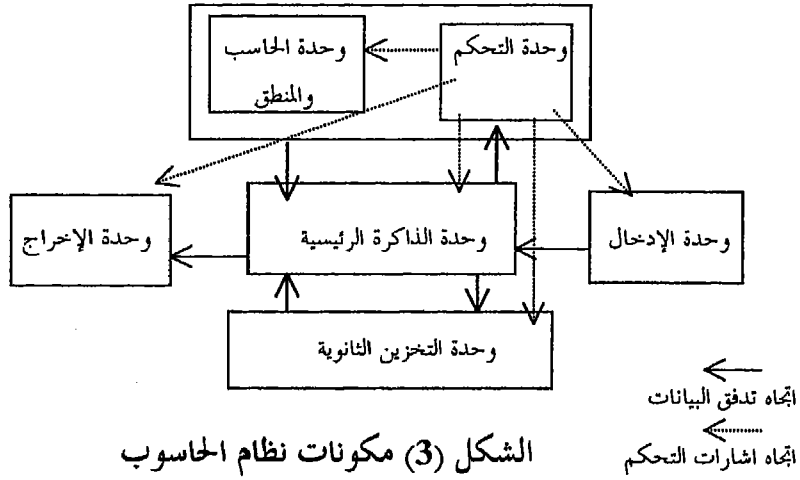 وحدة التحكم
وحدة الحاسب
والمنطق
وحدة الإدخال
وحدة الذاكرة الرئيسية
وحدة الإخراج
وحدة التخزين الثانوية
اتجاه تدفق البيانات
اتجاه اشارات التحكم
الشكل (3) مكونات نظام الحاسوب